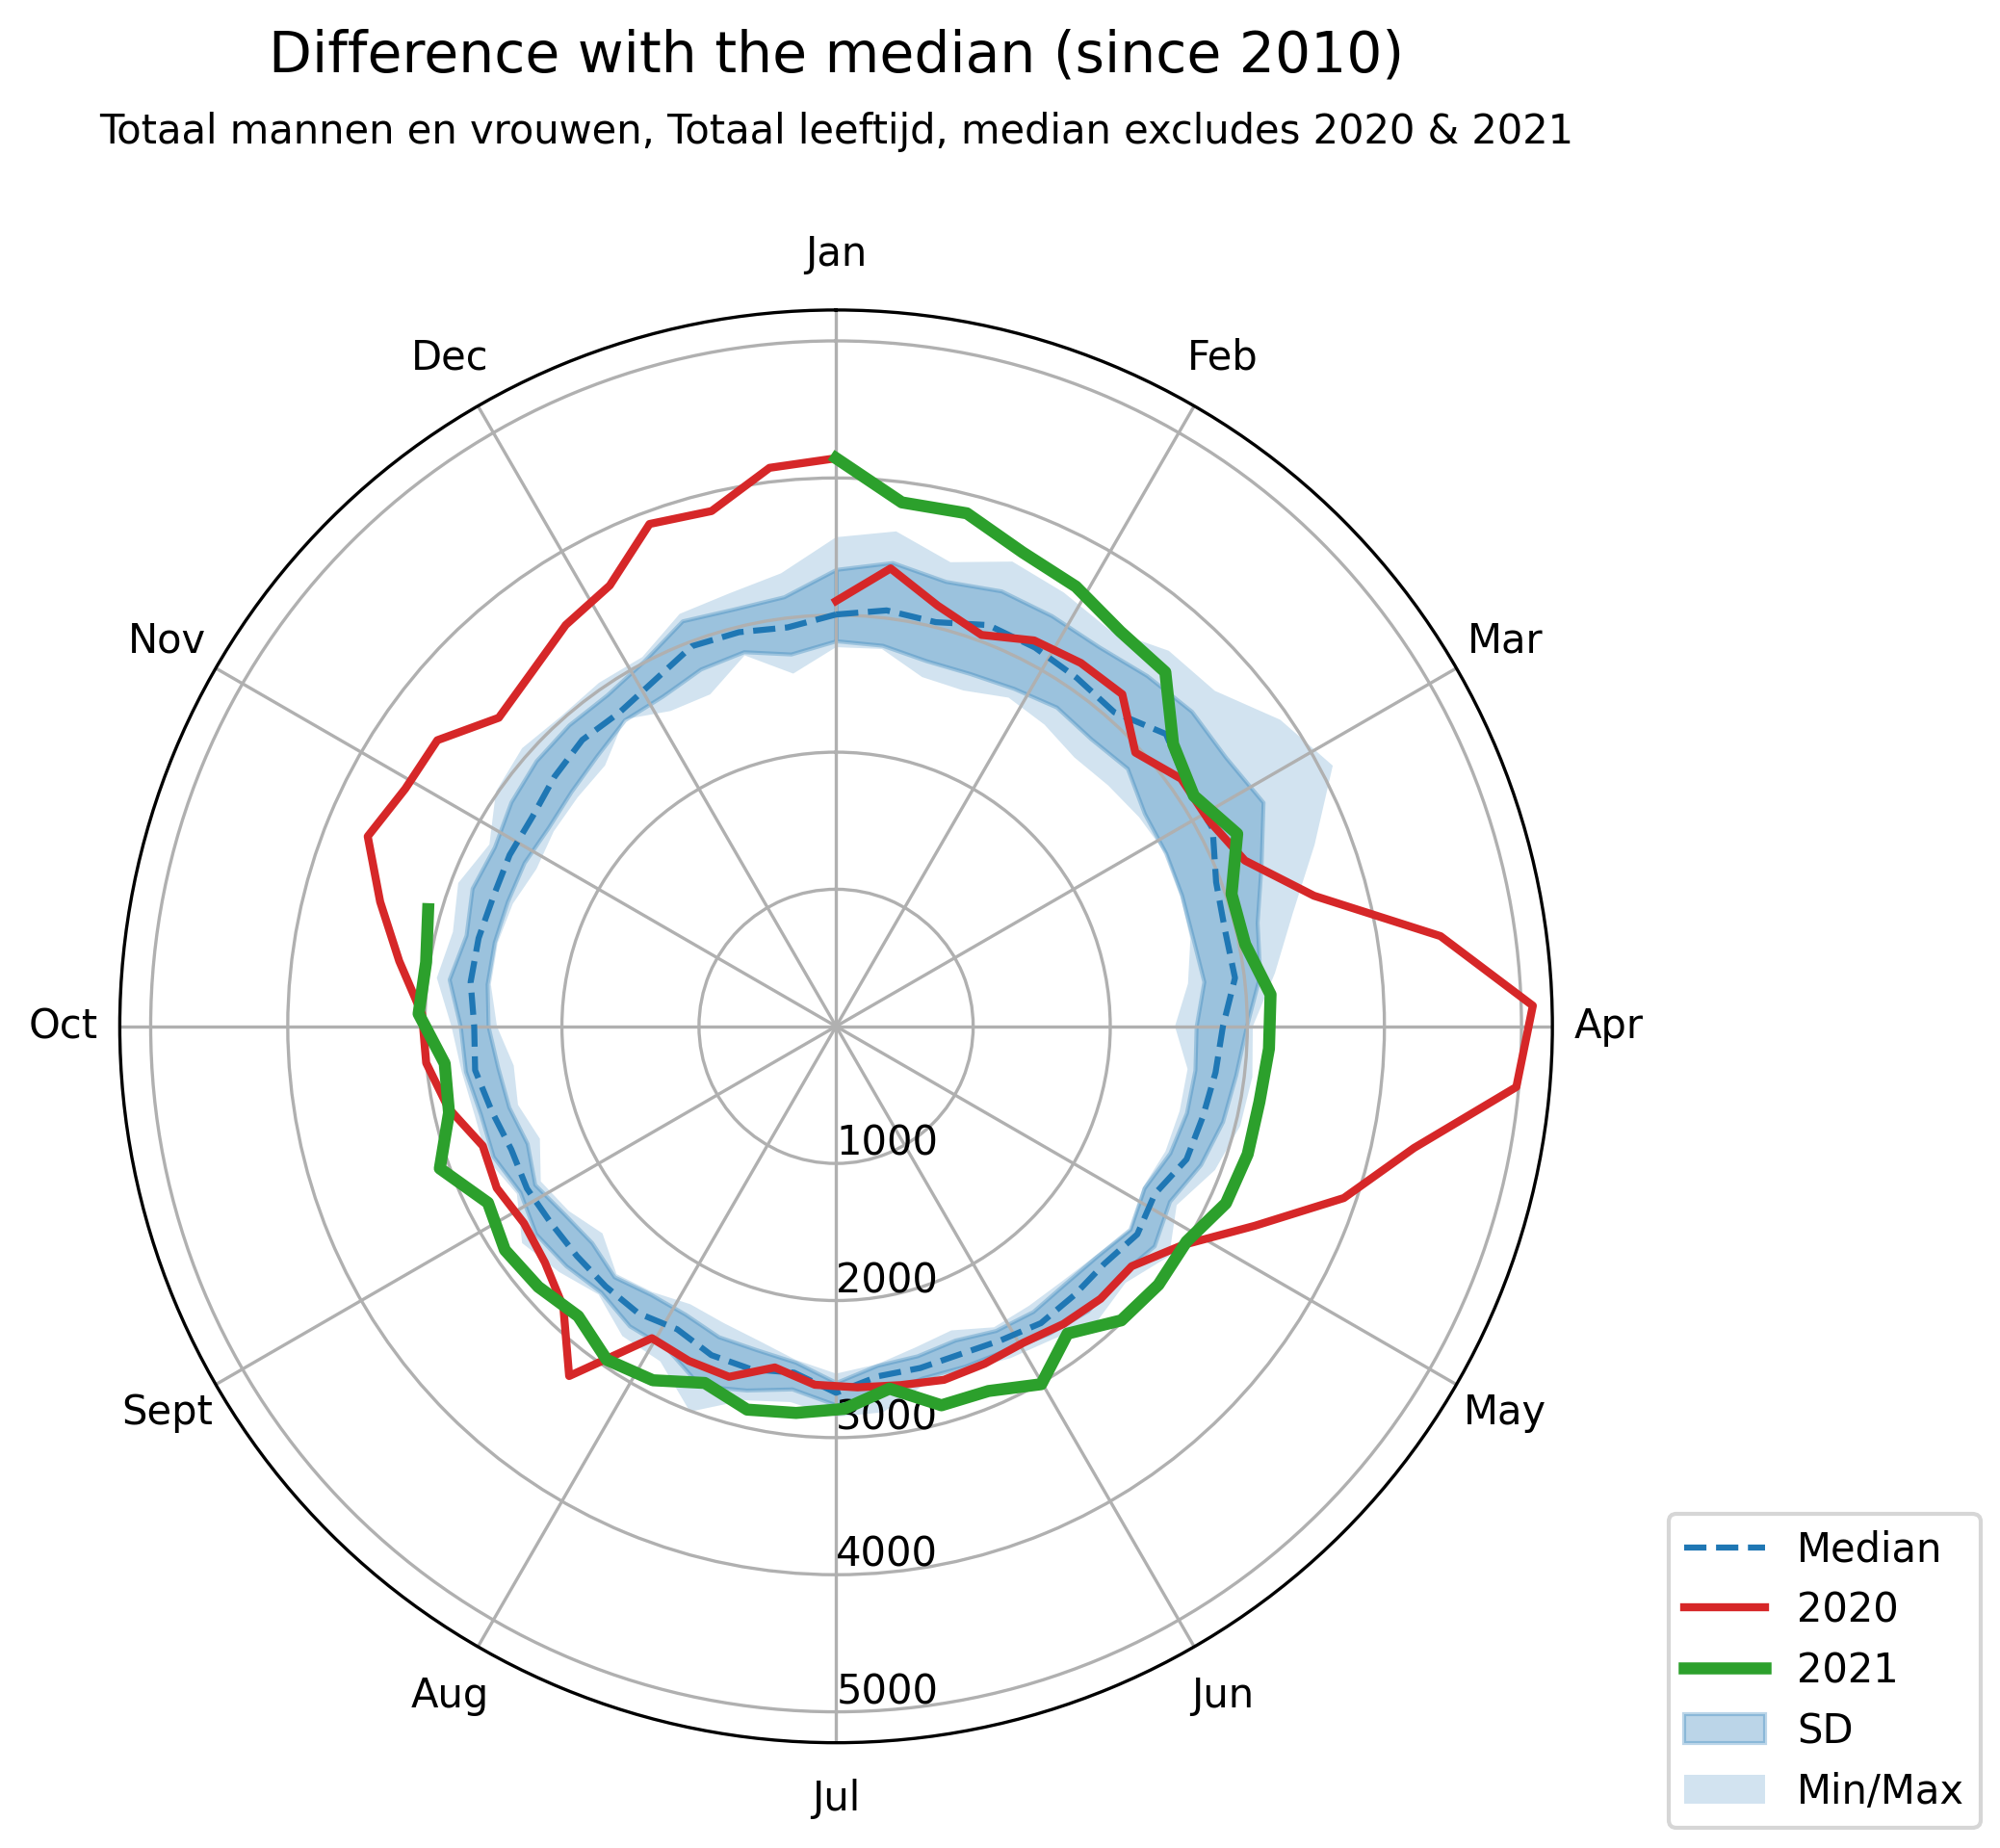 Difference with the median (since 2010)
Totaal mannen en vrouwen, Totaal leeftijd, median excludes 2020 & 2021
Jan
Feb
Mar
Apr
May
Jun
Jul
Aug
Sept
Oct
Nov
Dec
1000
2000
3000
4000
5000
Median
2020
2021
SD
Min/Max